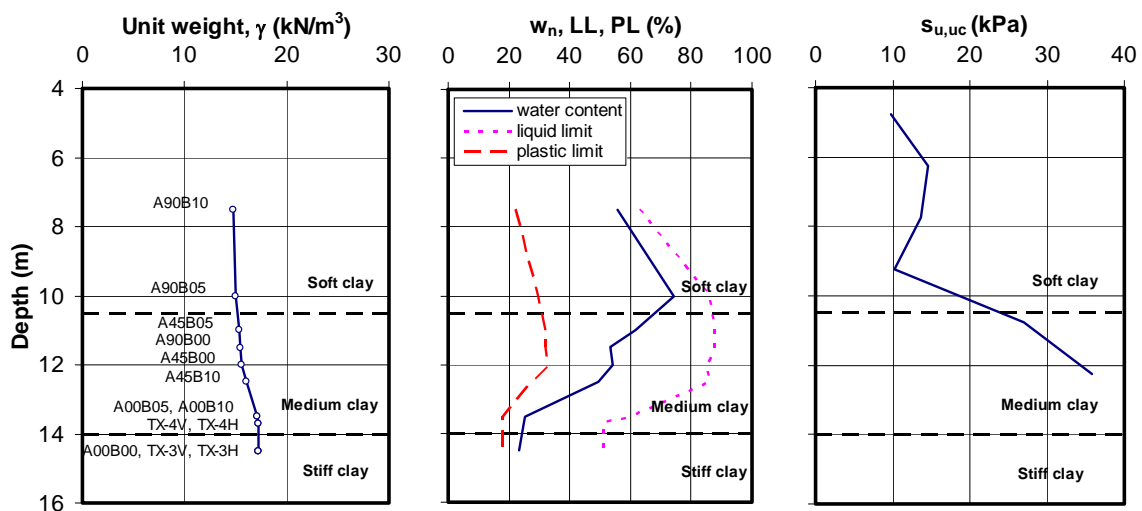 Unit weight, γ (kN/m³)
0 10 20 30
4
6
8
10
12
14
16
Depth (m)
A90B10
A90B05
Soft clay
A45B05
A90B00
A45B00
A45B10
A00B05, A00B10
Medium clay
TX-4V, TX-4H
A00B00, TX-3V, TX-3H
Stiff clay
wn, LL, PL (%)
0 20 40 60 80 100
water content
liquid limit
plastic limit
Soft clay
Medium clay
Stiff clay
su,uc (kPa)
0 10 20 30 40
Soft clay
Medium clay
Stiff clay